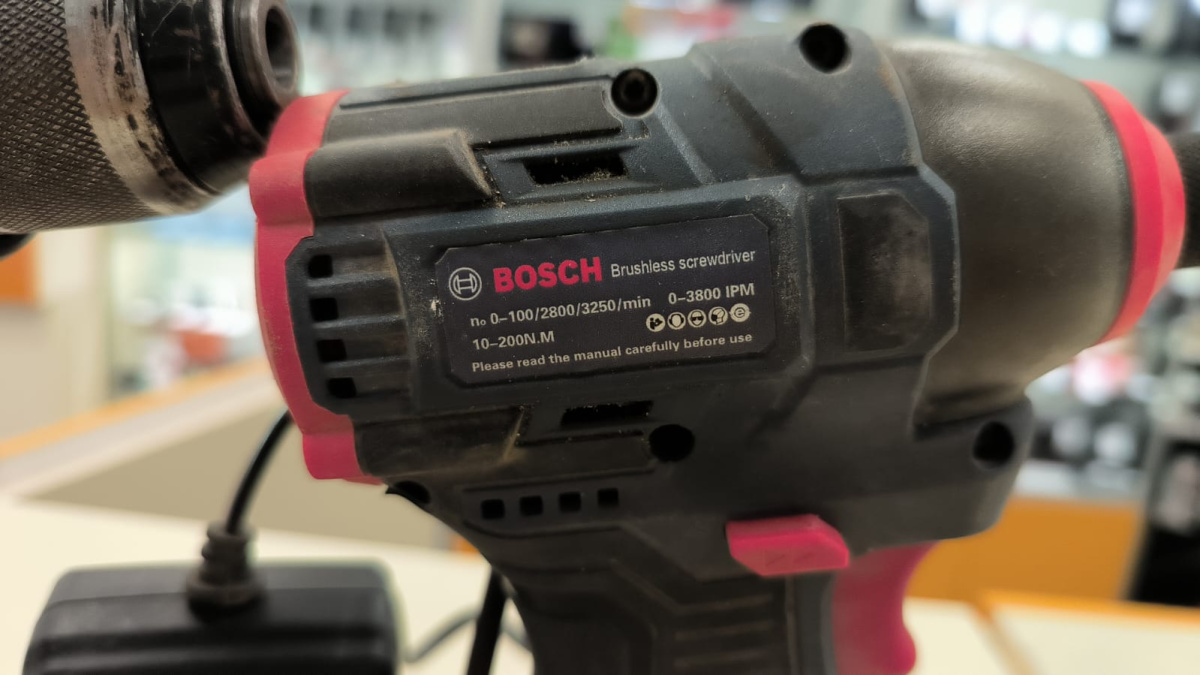 BOSCH Brushless screwdriver
n₀ 0-100/2800/3250/min 0-3800 IPM
10-200N.M
Please read the manual carefully before use